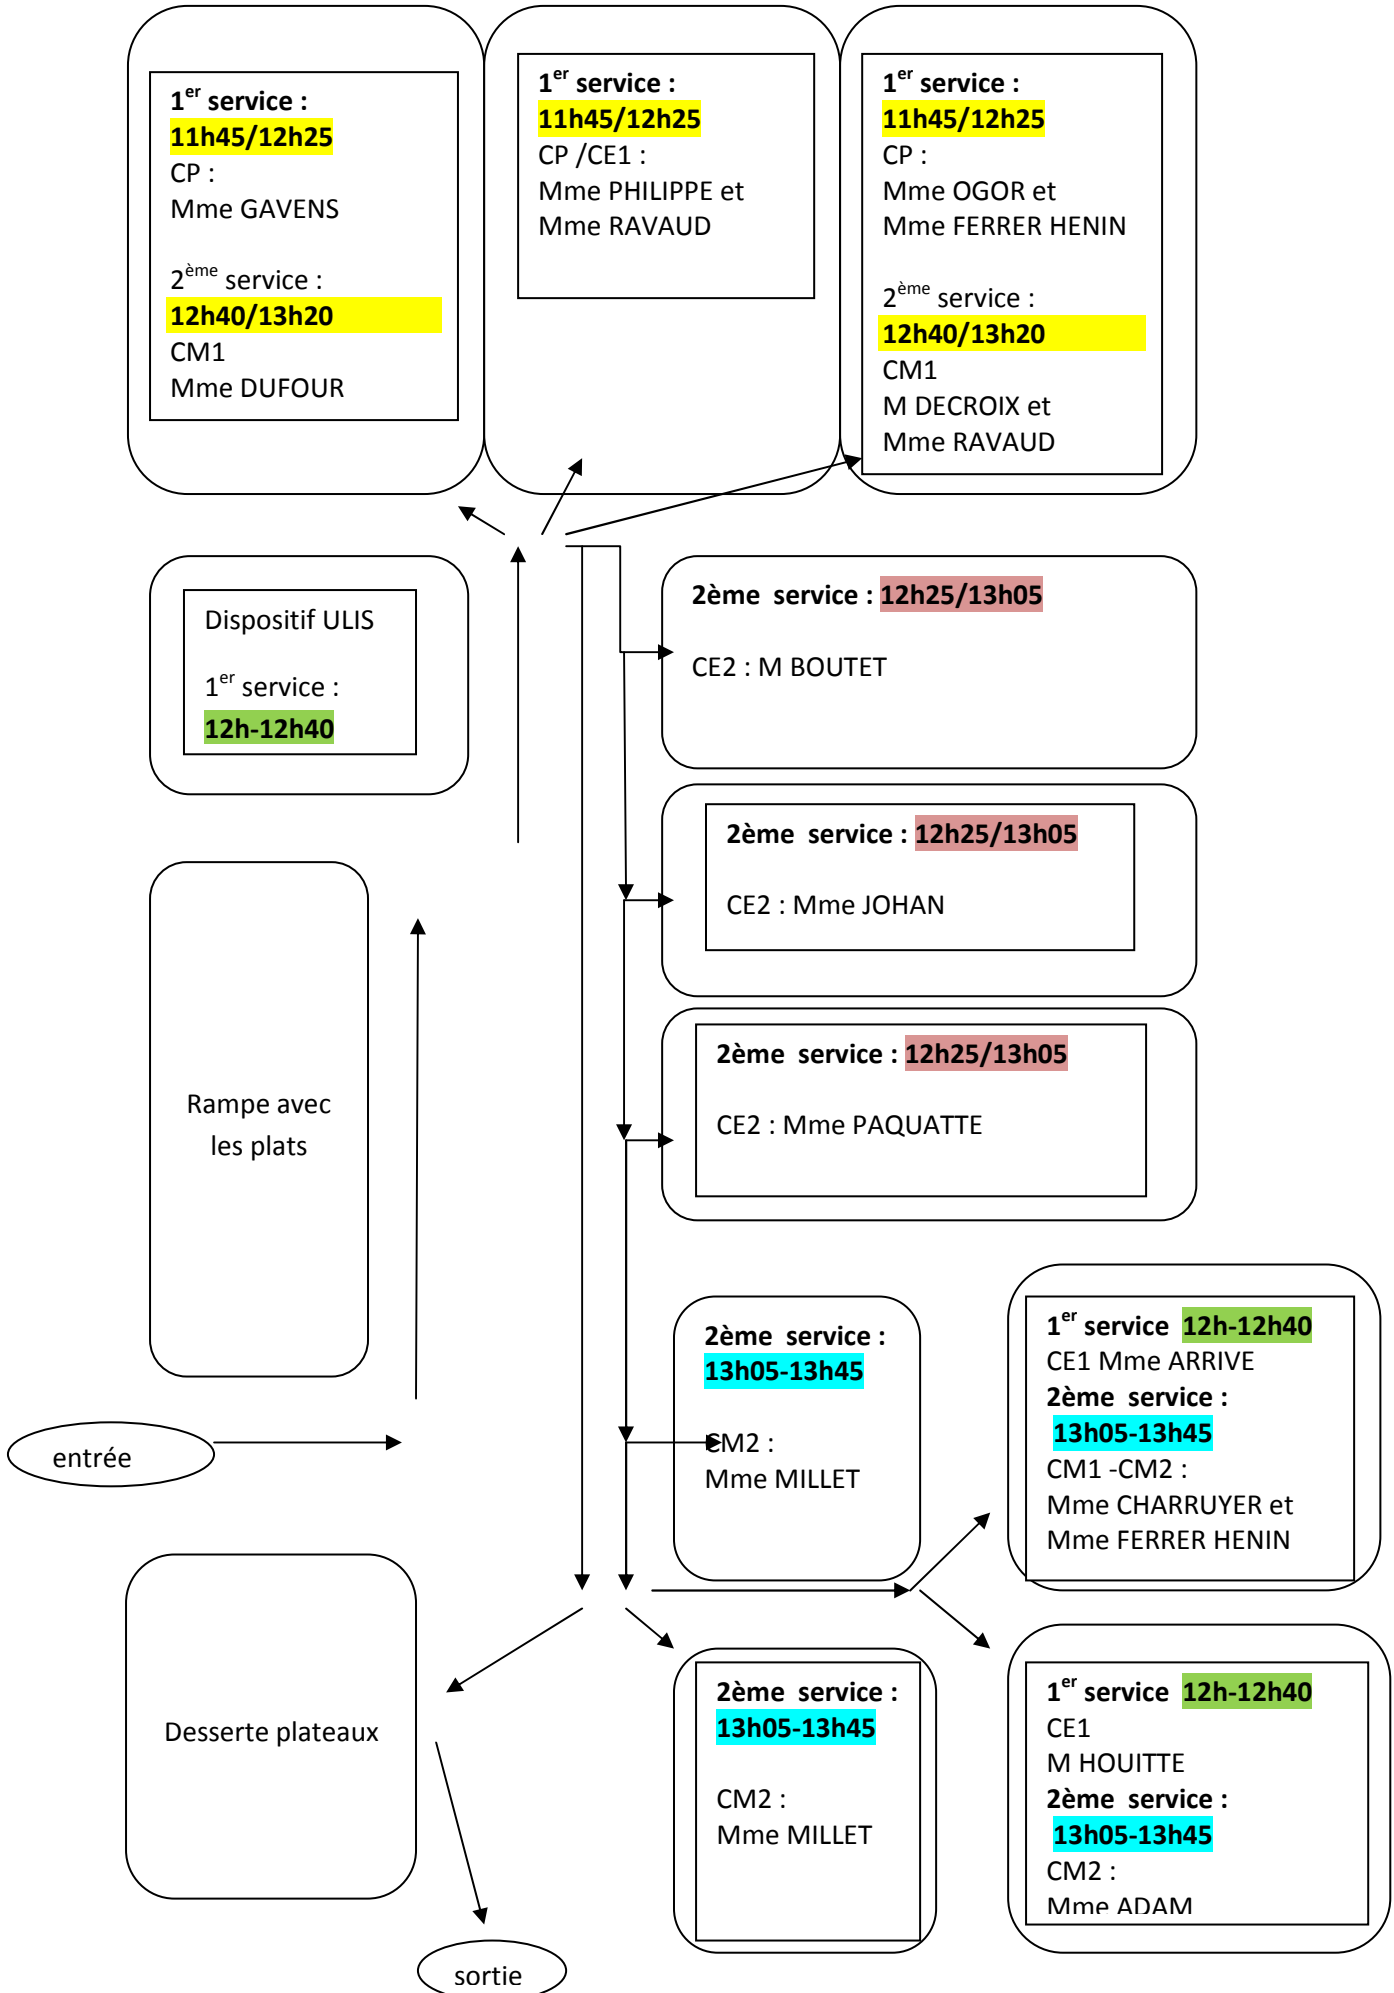 1er service :
11h45/12h25
CP :
Mme GAVENS
2ème service :
12h40/13h20
CM1
Mme DUFOUR
1er service :
11h45/12h25
CP /CE1 :
Mme PHILIPPE et
Mme RAVAUD
1er service :
11h45/12h25
CP :
Mme OGOR et
Mme FERRER HENIN
2ème service :
12h40/13h20
CM1
M DECROIX et
Mme RAVAUD
Dispositif ULIS
1er service :
12h-12h40
2ème service : 12h25/13h05
CE2 : M BOUTET
2ème service : 12h25/13h05
CE2 : Mme JOHAN
2ème service : 12h25/13h05
CE2 : Mme PAQUATTE
Rampe avec
les plats
entrée
2ème service :
13h05-13h45
CM2 :
Mme MILLET
1er service 12h-12h40
CE1 Mme ARRIVE
2ème service :
13h05-13h45
CM1 -CM2 :
Mme CHARRUYER et
Mme FERRER HENIN
Desserte plateaux
2ème service :
13h05-13h45
CM2 :
Mme MILLET
1er service 12h-12h40
CE1
M HOUITTE
2ème service :
13h05-13h45
CM2 :
Mme ADAM
sortie